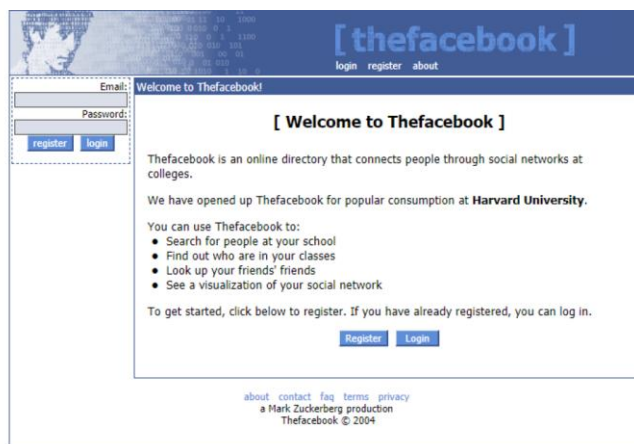 [thefacebook]
login register about
Email:
Password:
register login
Welcome to Thefacebook!
[ Welcome to Thefacebook ]
Thefacebook is an online directory that connects people through social networks at
colleges.
We have opened up Thefacebook for popular consumption at Harvard University.
You can use Thefacebook to:
• Search for people at your school
• Find out who are in your classes
• Look up your friends' friends
• See a visualization of your social network
To get started, click below to register. If you have already registered, you can log in.
Register Login
about contact faq terms privacy
a Mark Zuckerberg production
Thefacebook © 2004